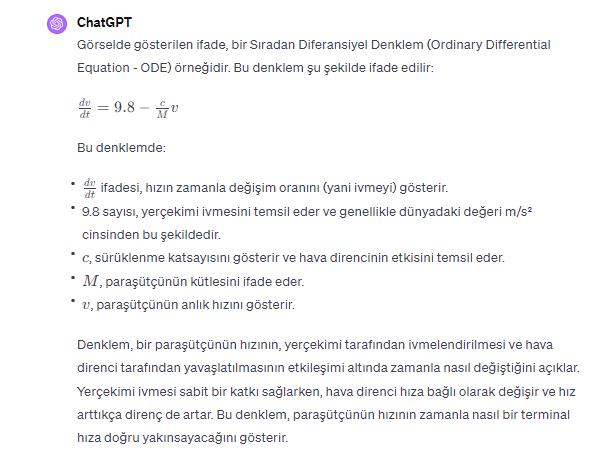 ChatGPT
Görselde gösterilen ifade, bir Sıradan Diferansiyel Denklem (Ordinary Differential
Equation - ODE) örneğidir. Bu denklem şu şekilde ifade edilir:
dv/dt = 9.8 − c/M v
Bu denklemde:
• dv/dt ifadesi, hızın zamanla değişim oranını (yani ivmeyi) gösterir.
• 9.8 sayısı, yerçekimi ivmesini temsil eder ve genellikle dünyadaki değeri m/s²
cinsinden bu şekildedir.
• c, sürüklenme katsayısını gösterir ve hava direncinin etkisini temsil eder.
• M, paraşütçünün kütlesini ifade eder.
• v, paraşütçünün anlık hızını gösterir.
Denklem, bir paraşütçünün hızının, yerçekimi tarafından ivmelendirilmesi ve hava
direnci tarafından yavaşlatılmasının etkileşimi altında zamanla nasıl değiştiğini açıklar.
Yerçekimi ivmesi sabit bir katkı sağlarken, hava direnci hıza bağlı olarak değişir ve hız
arttıkça direnç de artar. Bu denklem, paraşütçünün hızının zamanla nasıl bir terminal
hıza doğru yakınsayacağını gösterir.